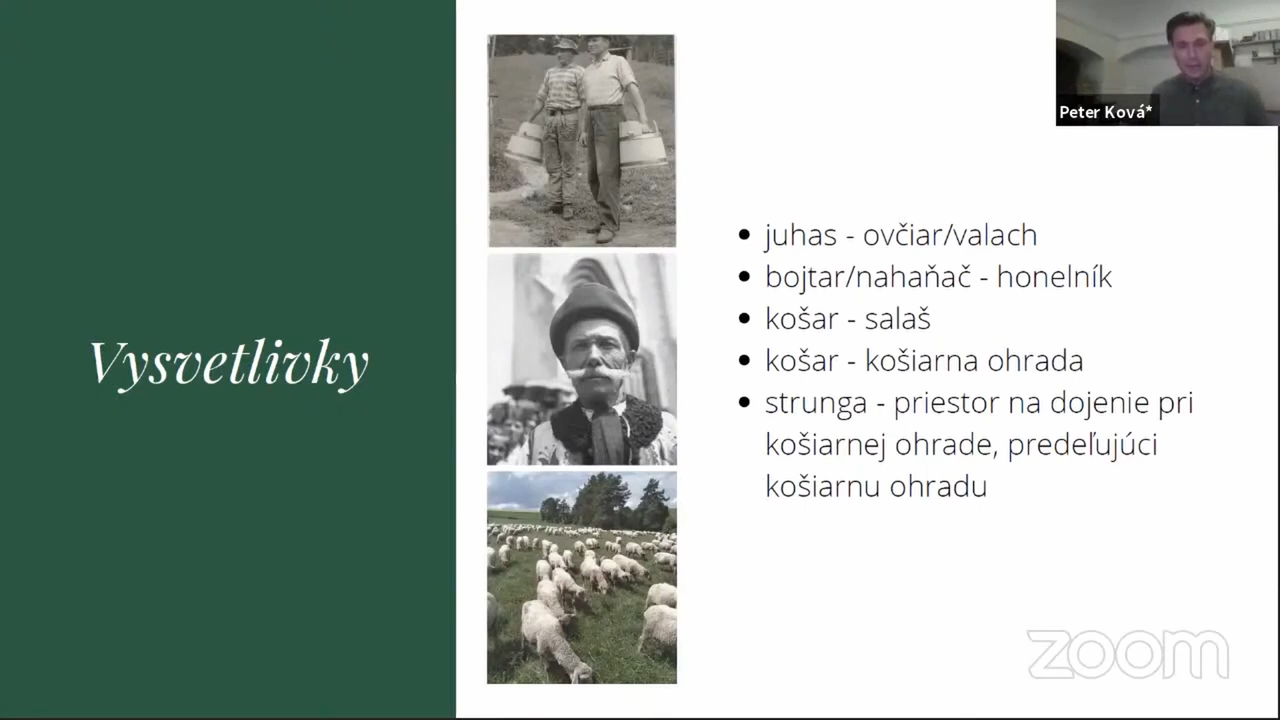 Vysvetlivky
juhas - ovčiar/valach
bojtar/nahaňač - honelník
košar - salaš
košar - košiarna ohrada
strunga - priestor na dojenie pri
košiarnej ohrade, predeľujúci
košiarnu ohradu
Peter Ková*
zoom